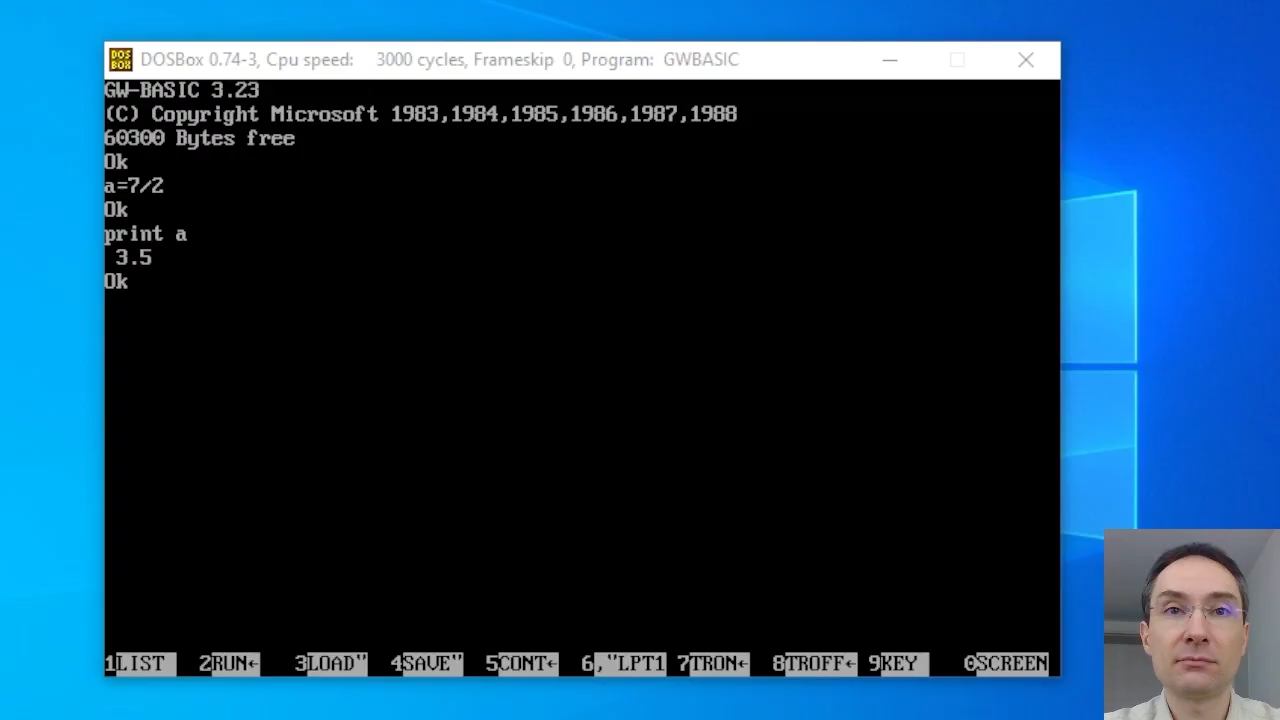 DOS BOX
DOSBox 0.74-3, Cpu speed: 3000 cycles, Frameskip 0, Program: GWBASIC
GW-BASIC 3.23
(C) Copyright Microsoft 1983,1984,1985,1986,1987,1988
60300 Bytes free
Ok
a=7/2
Ok
print a
3.5
Ok
1LIST 2RUN← 3LOAD" 4SAVE" 5CONT← 6,"LPT1 7TRON← 8TROFF← 9KEY 0SCREEN